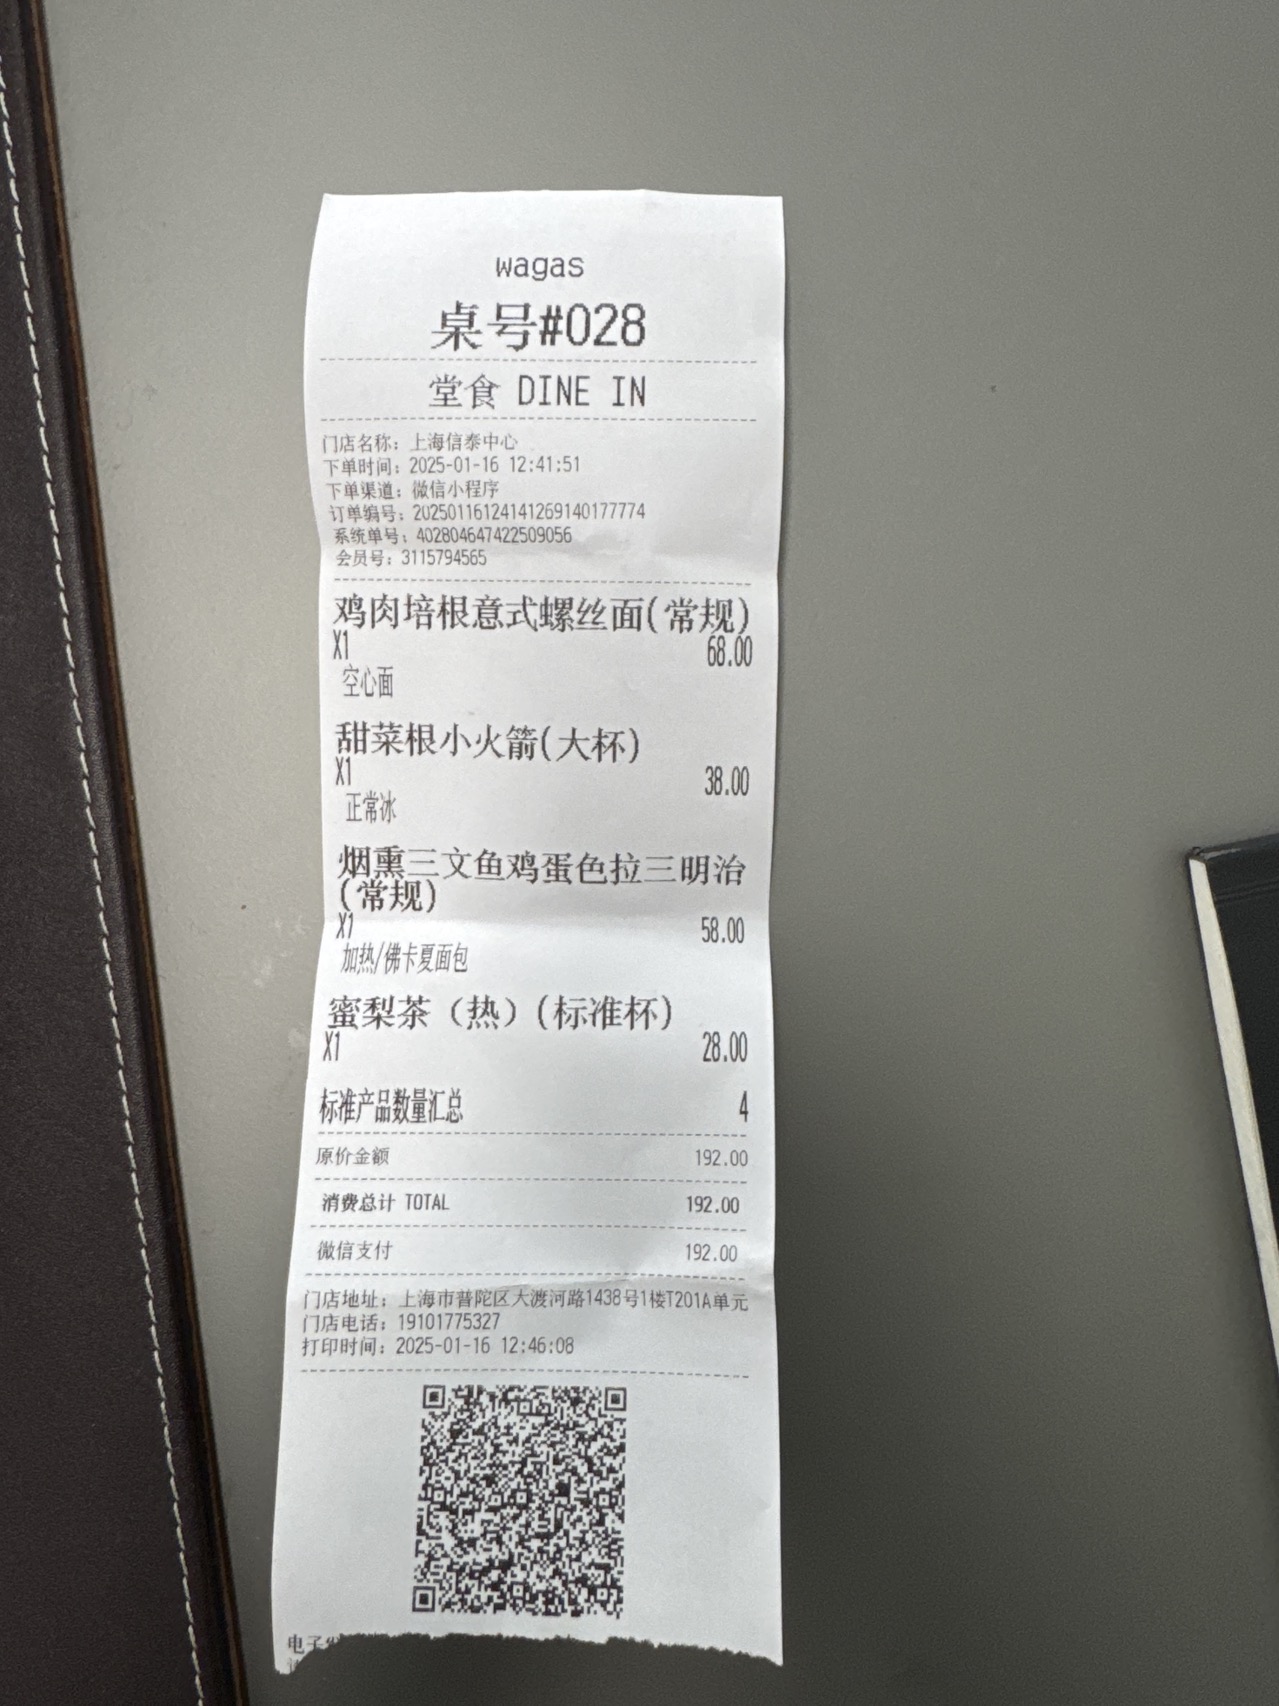 wagas
桌号#028
堂食 DINE IN
门店名称：上海信泰中心
下单时间：2025-01-16 12:41:51
下单渠道：微信小程序
订单编号：20250116124141269140177774
系统单号：402804647422509056
会员号：3115794565
鸡肉培根意式螺丝面(常规)
X1 68.00
空心面
甜菜根小火箭(大杯)
X1 38.00
正常冰
烟熏三文鱼鸡蛋色拉三明治
(常规)
X1 58.00
加热/佛卡夏面包
蜜梨茶（热）(标准杯)
X1 28.00
标准产品数量汇总 4
原价金额 192.00
消费总计 TOTAL 192.00
微信支付 192.00
门店地址：上海市普陀区大渡河路1438号1楼T201A单元
门店电话：19101775327
打印时间：2025-01-16 12:46:08
电子